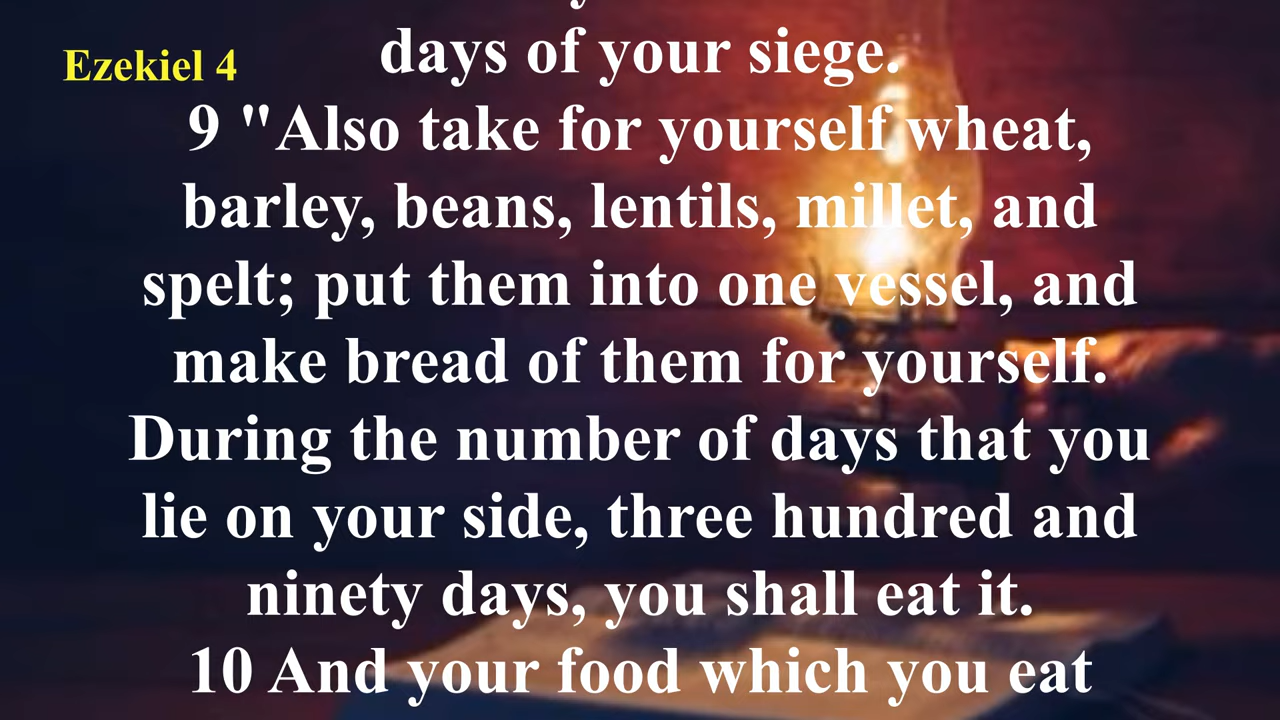 Ezekiel 4
days of your siege.
9 "Also take for yourself wheat,
barley, beans, lentils, millet, and
spelt; put them into one vessel, and
make bread of them for yourself.
During the number of days that you
lie on your side, three hundred and
ninety days, you shall eat it.
10 And your food which you eat